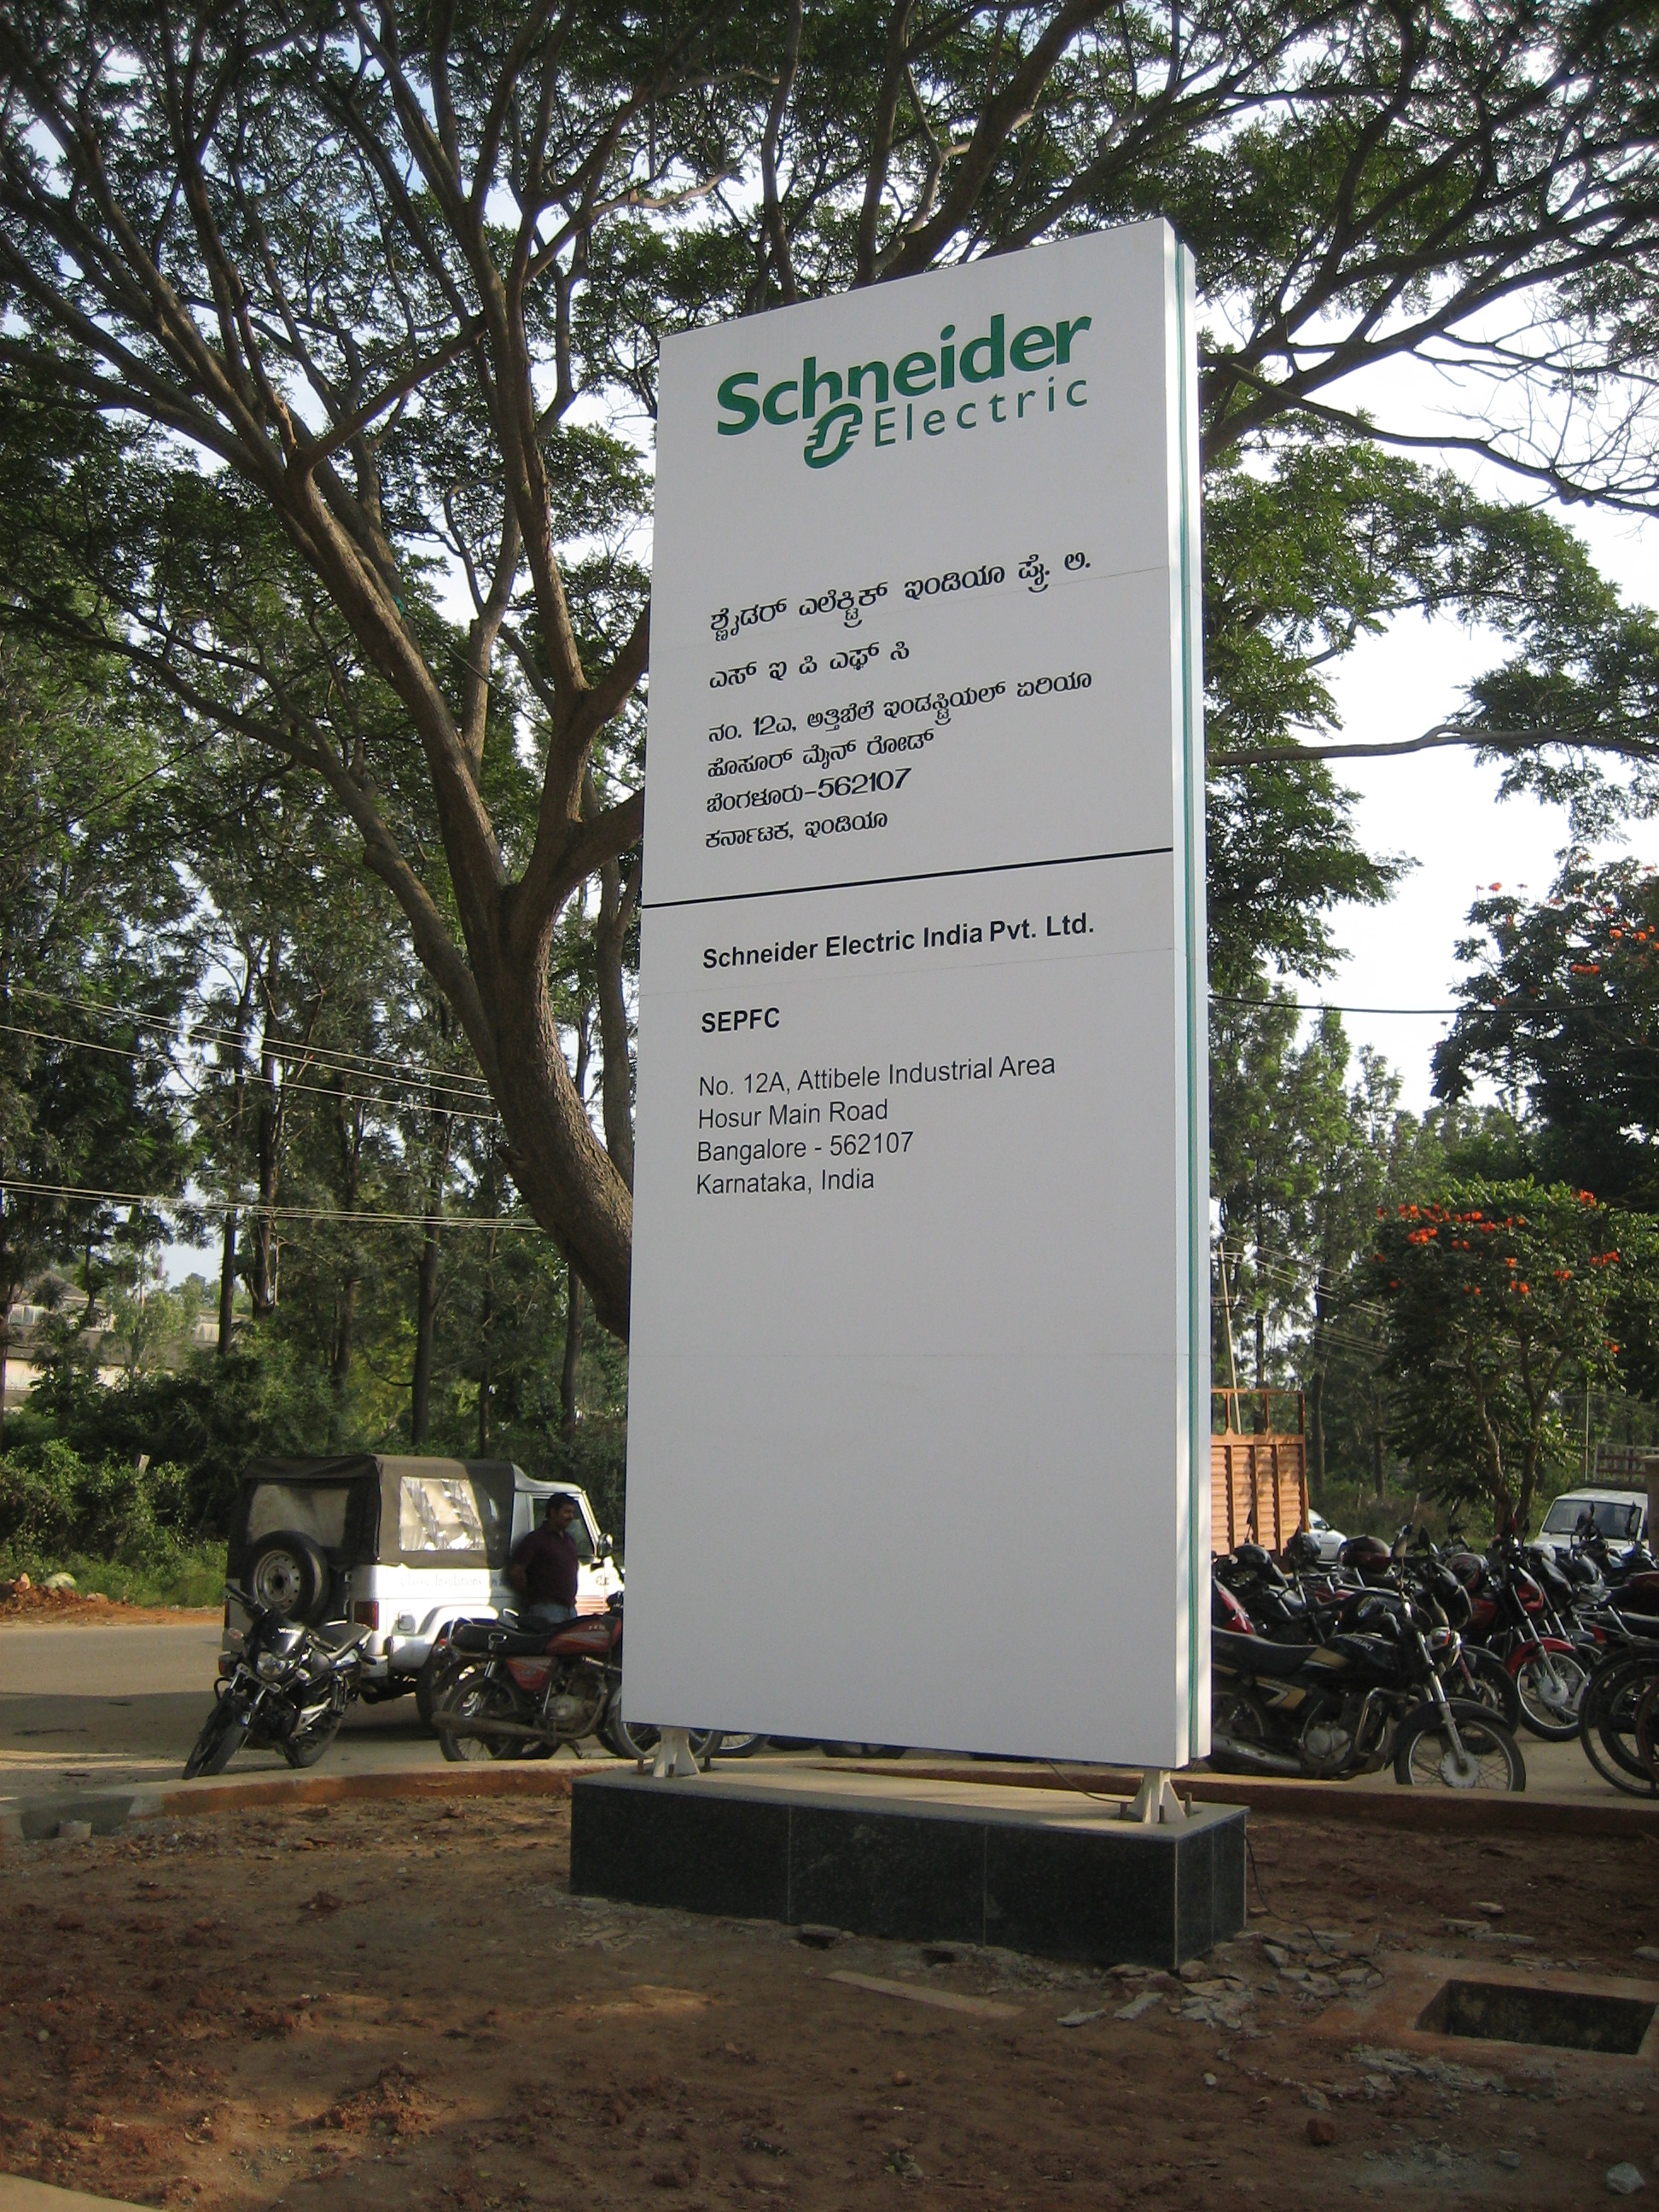 Schneider
Electric
ಶ್ಣೈಡರ್ ಎಲೆಕ್ಟ್ರಿಕ್ ಇಂಡಿಯಾ ಪ್ರೈ. ಲಿ.
ಎಸ್ ಇ ಪಿ ಎಫ್ ಸಿ
ನಂ. 12ಎ, ಅತ್ತಿಬೆಲೆ ಇಂಡಸ್ಟ್ರಿಯಲ್ ಏರಿಯಾ
ಹೊಸೂರ್ ಮೈನ್ ರೋಡ್
ಬೆಂಗಳೂರು-562107
ಕರ್ನಾಟಕ, ಇಂಡಿಯಾ
Schneider Electric India Pvt. Ltd.
SEPFC
No. 12A, Attibele Industrial Area
Hosur Main Road
Bangalore - 562107
Karnataka, India